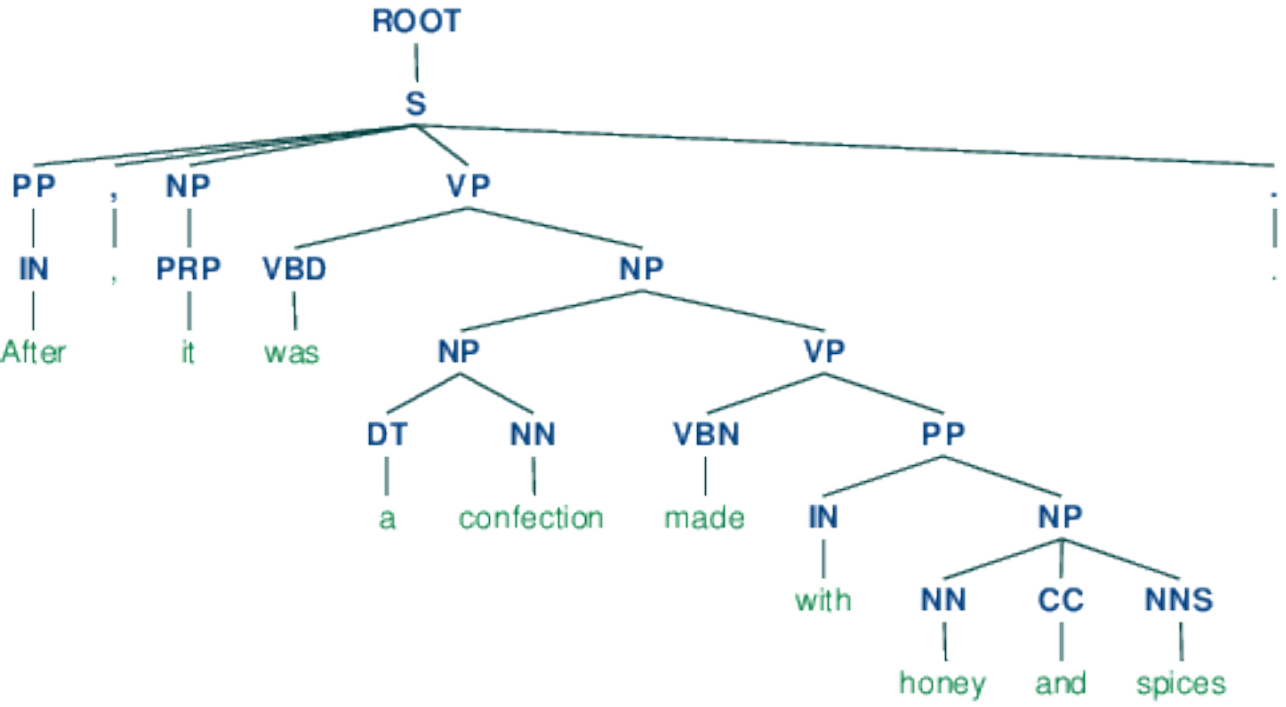 ROOT
S
PP , NP VP .
IN , PRP VBD NP .
After it was NP VP
DT NN VBN PP
a confection made IN NP
with NN CC NNS
honey and spices